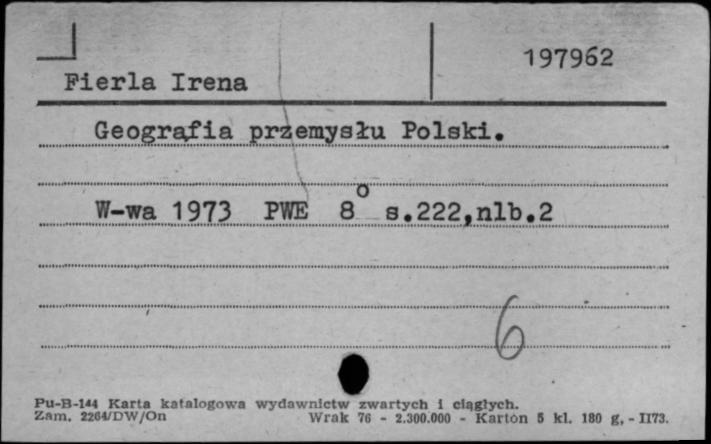 197962
Fierla Irena
Geografia przemysłu Polski.
W-wa 1973 PWE 8° s.222,nlb.2
6
Pu-B-144 Karta katalogowa wydawnictw zwartych i ciągłych.
Zam. 2264/DW/On Wrak 76 - 2.300.000 - Karton 5 kl. 180 g, - II73.